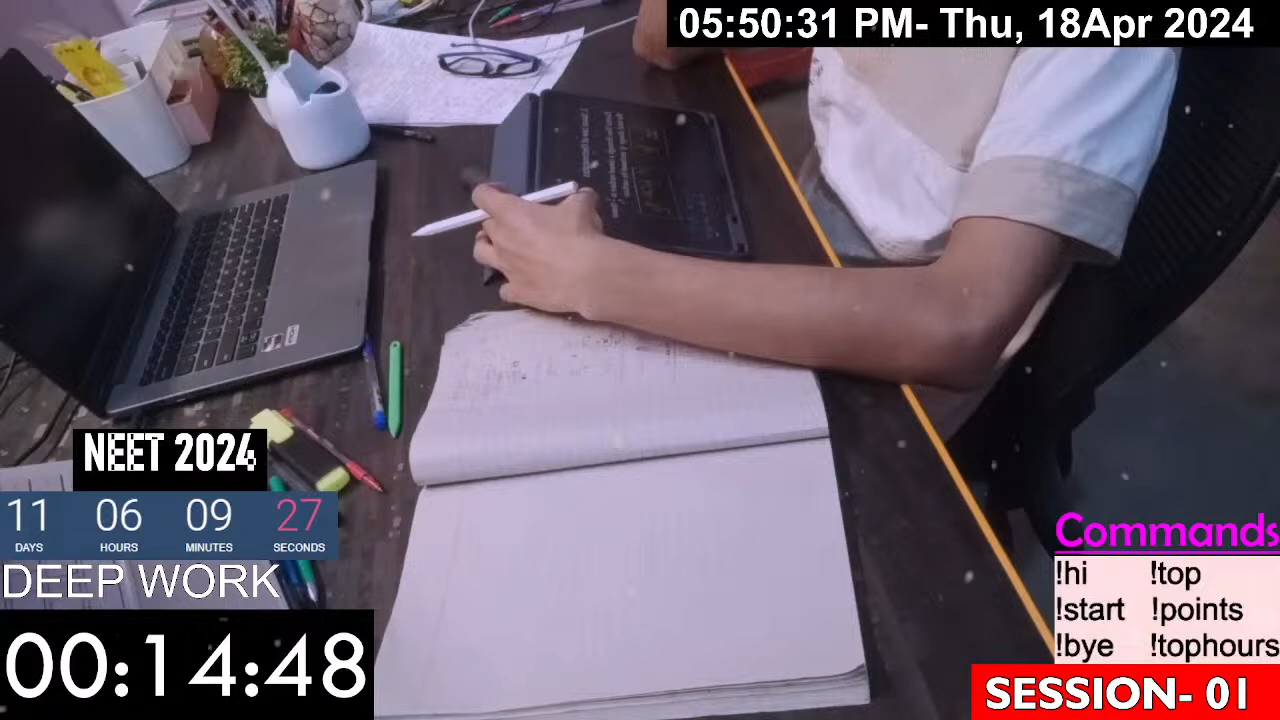 05:50:31 PM- Thu, 18Apr 2024
NEET 2024
11 06 09 27
DAYS HOURS MINUTES SECONDS
DEEP WORK
00:14:48
Commands
!hi !top
!start !points
!bye !tophours
SESSION- 01